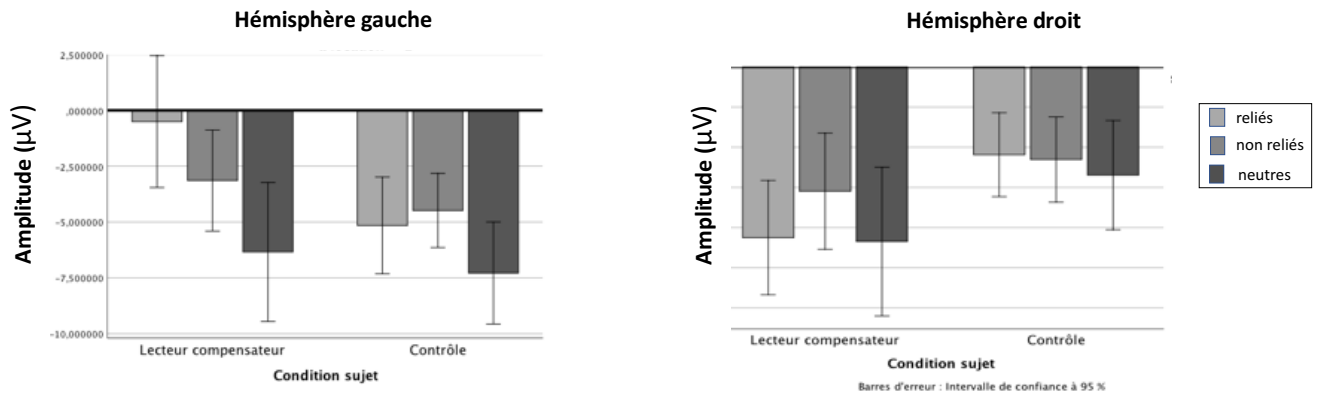 Hémisphère gauche
Amplitude (µV)
2,500000
,000000
-2,500000
-5,000000
-7,500000
-10,000000
Lecteur compensateur
Contrôle
Condition sujet
Hémisphère droit
Amplitude (µV)
Lecteur compensateur
Contrôle
Condition sujet
Barres d'erreur : Intervalle de confiance à 95 %
reliés
non reliés
neutres